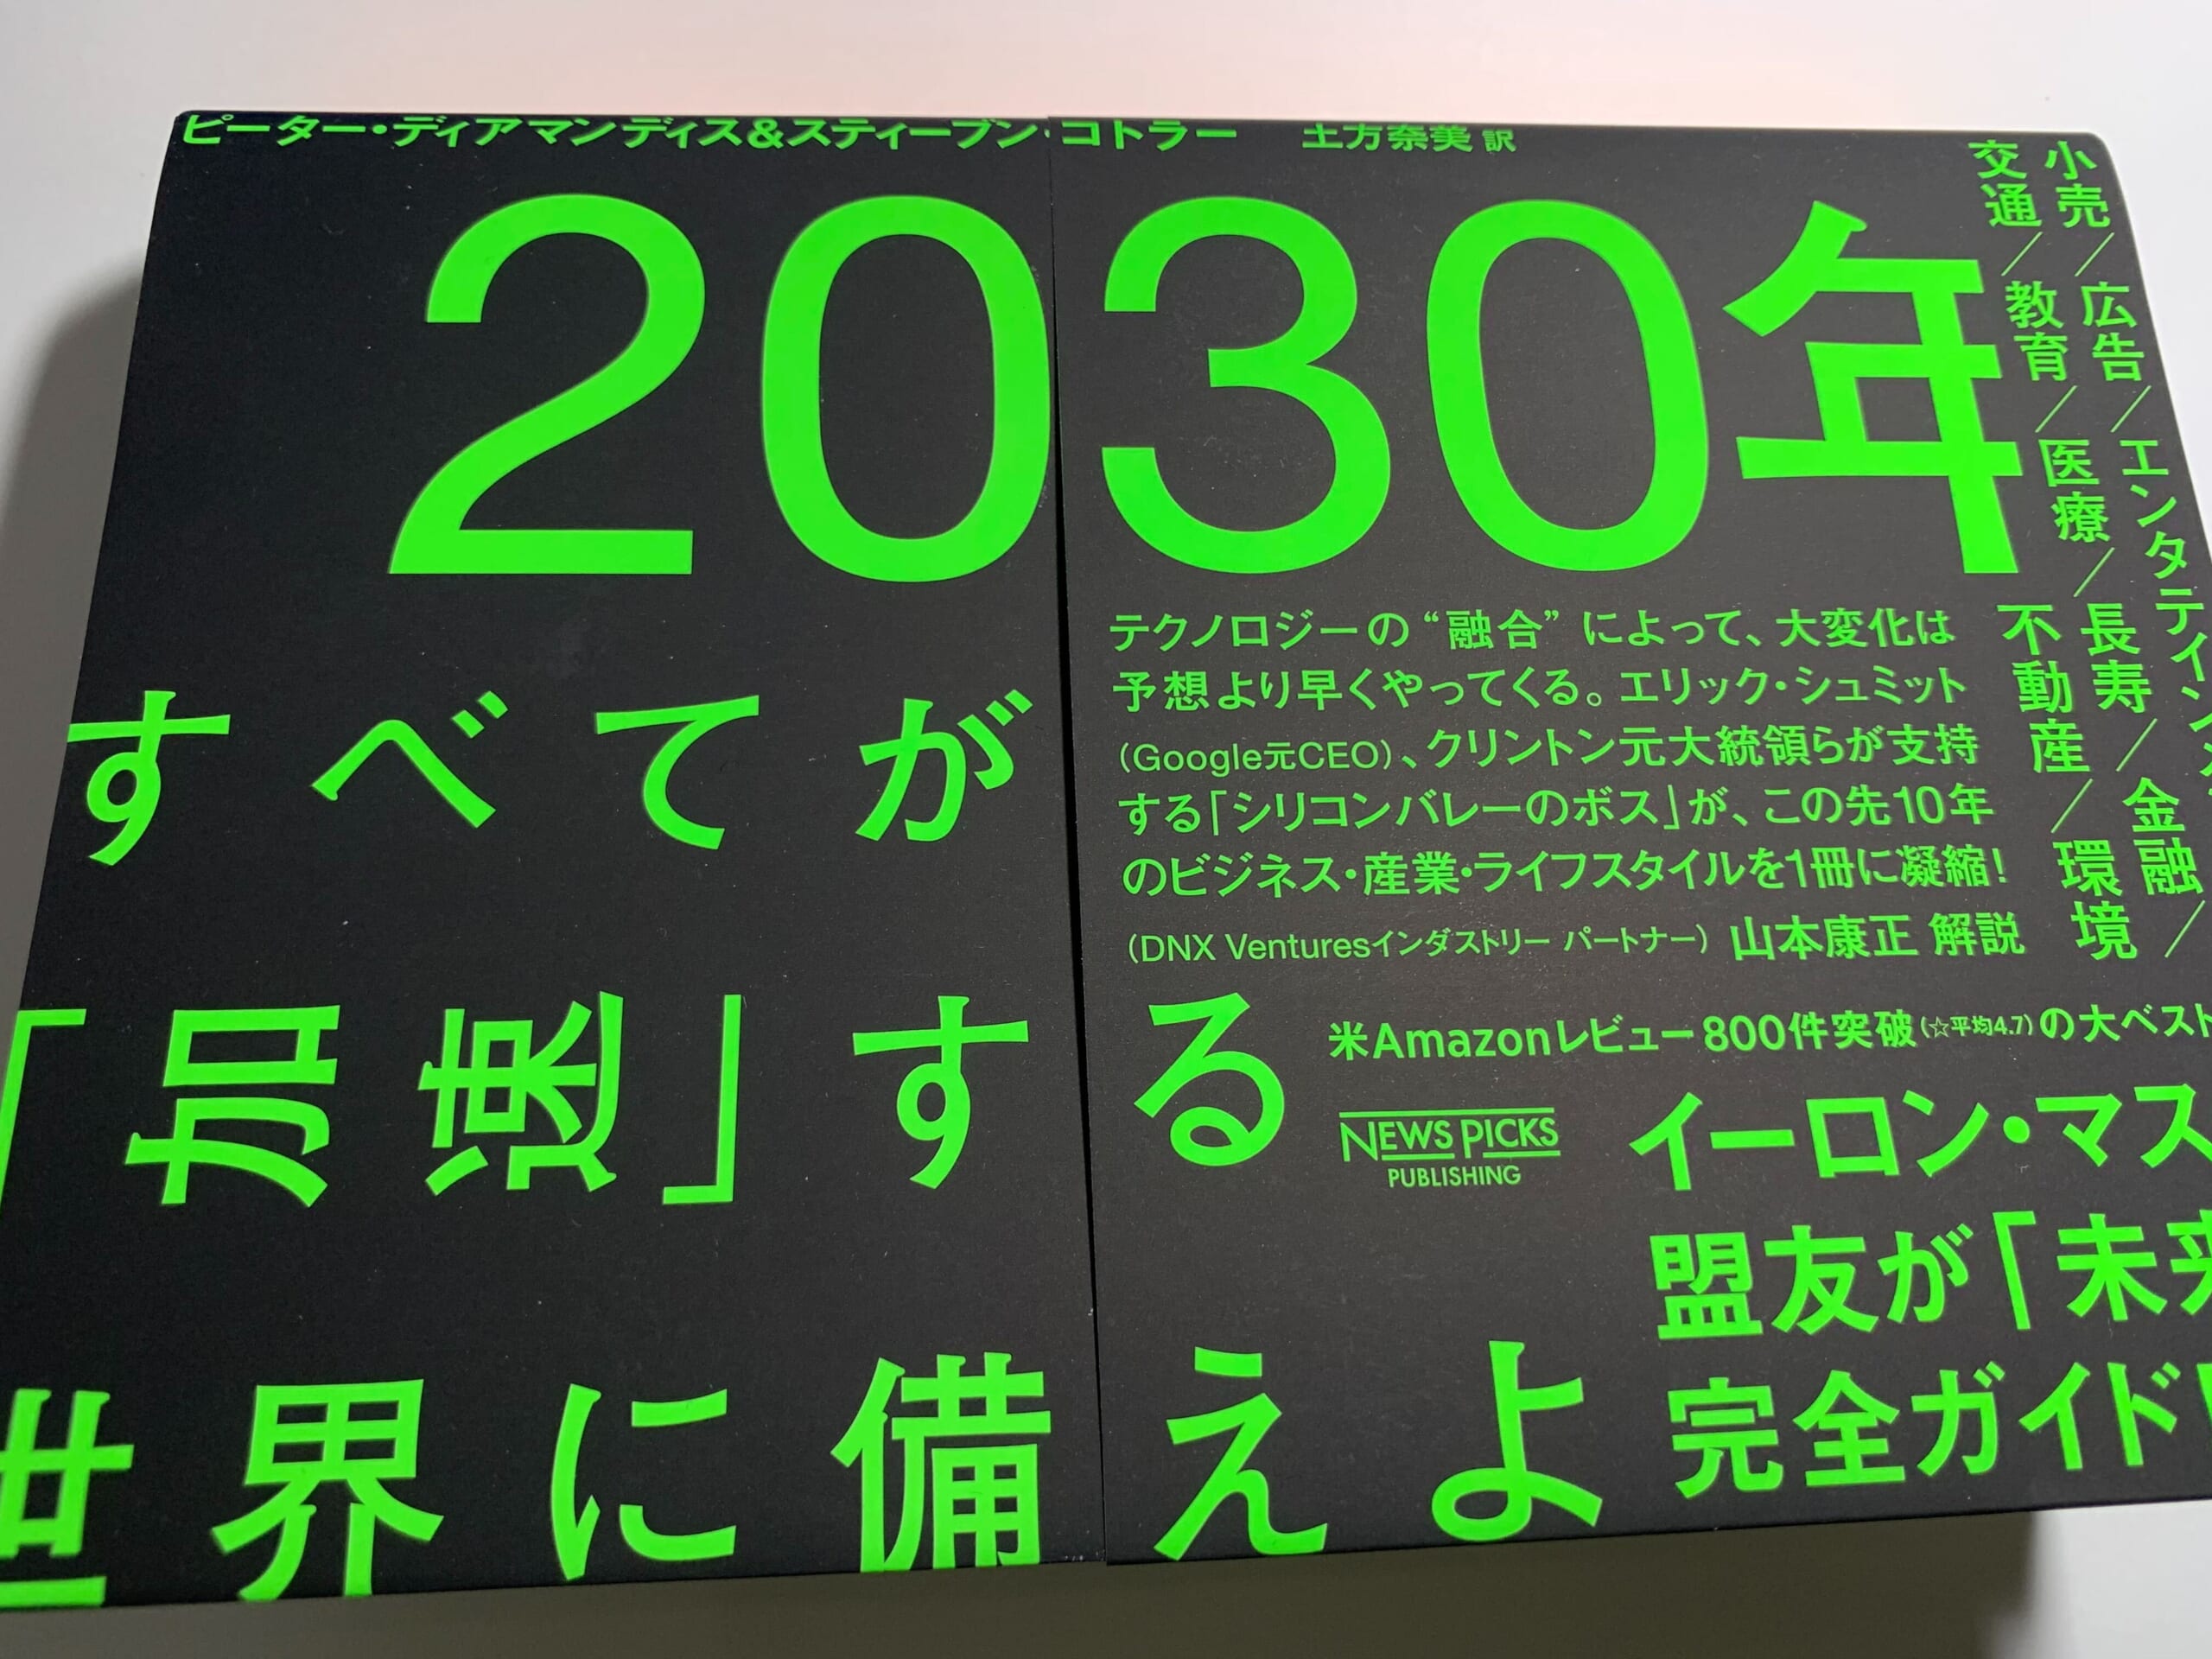 ピーター・ディアマンディス&スティーブン・コトラー　土方奈美 訳
2030年
すべてが
「加速」する
世界に備えよ
小売／広告／エンターテイン
交通／教育／医療／長寿／金融／
不動産／環境
テクノロジーの“融合”によって、大変化は
予想より早くやってくる。エリック・シュミット
(Google元CEO)、クリントン元大統領らが支持
する「シリコンバレーのボス」が、この先10年
のビジネス・産業・ライフスタイルを1冊に凝縮！
(DNX Venturesインダストリー パートナー) 山本康正 解説
米Amazonレビュー800件突破(☆平均4.7)の大ベスト
NEWS PICKS
PUBLISHING
イーロン・マス
盟友が「未来
完全ガイド